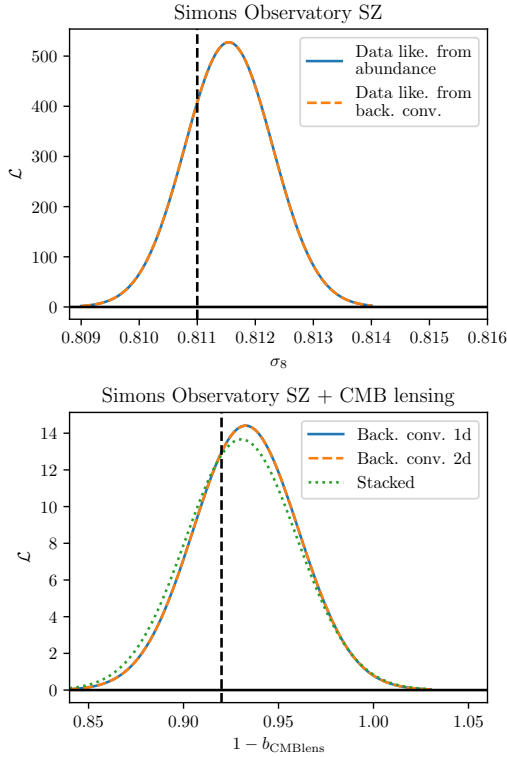 Simons Observatory SZ
500
400
300
200
100
0
ℒ
Data like. from
abundance
Data like. from
back. conv.
0.809 0.810 0.811 0.812 0.813 0.814 0.815 0.816
σ₈
Simons Observatory SZ + CMB lensing
14
12
10
8
6
4
2
0
ℒ
Back. conv. 1d
Back. conv. 2d
Stacked
0.85 0.90 0.95 1.00 1.05
1 − b_CMBlens